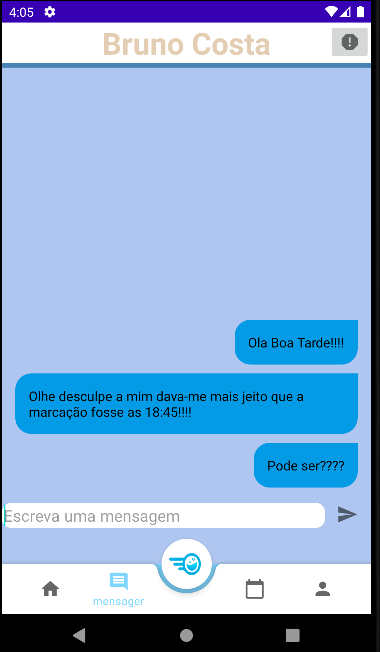 4:05
Bruno Costa
Ola Boa Tarde!!!!
Olhe desculpe a mim dava-me mais jeito que a
marcação fosse as 18:45!!!!
Pode ser????
Escreva uma mensagem
mensager